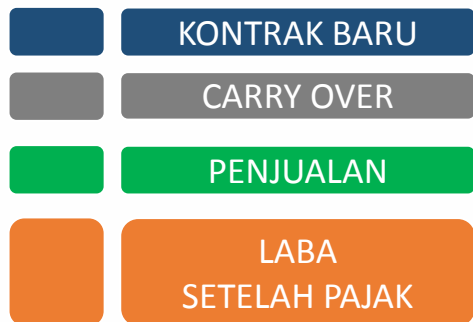 KONTRAK BARU
CARRY OVER
PENJUALAN
LABA
SETELAH PAJAK